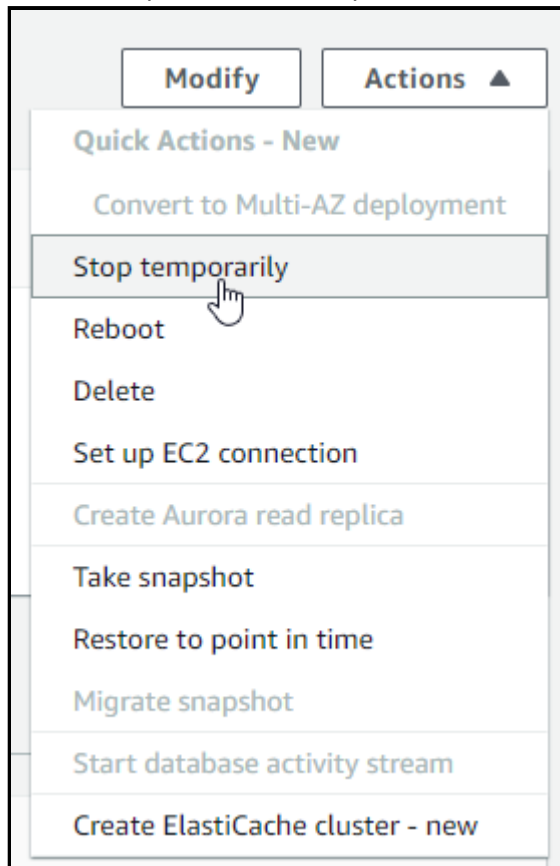 Modify
Actions ▲
Quick Actions - New
Convert to Multi-AZ deployment
Stop temporarily
Reboot
Delete
Set up EC2 connection
Create Aurora read replica
Take snapshot
Restore to point in time
Migrate snapshot
Start database activity stream
Create ElastiCache cluster - new